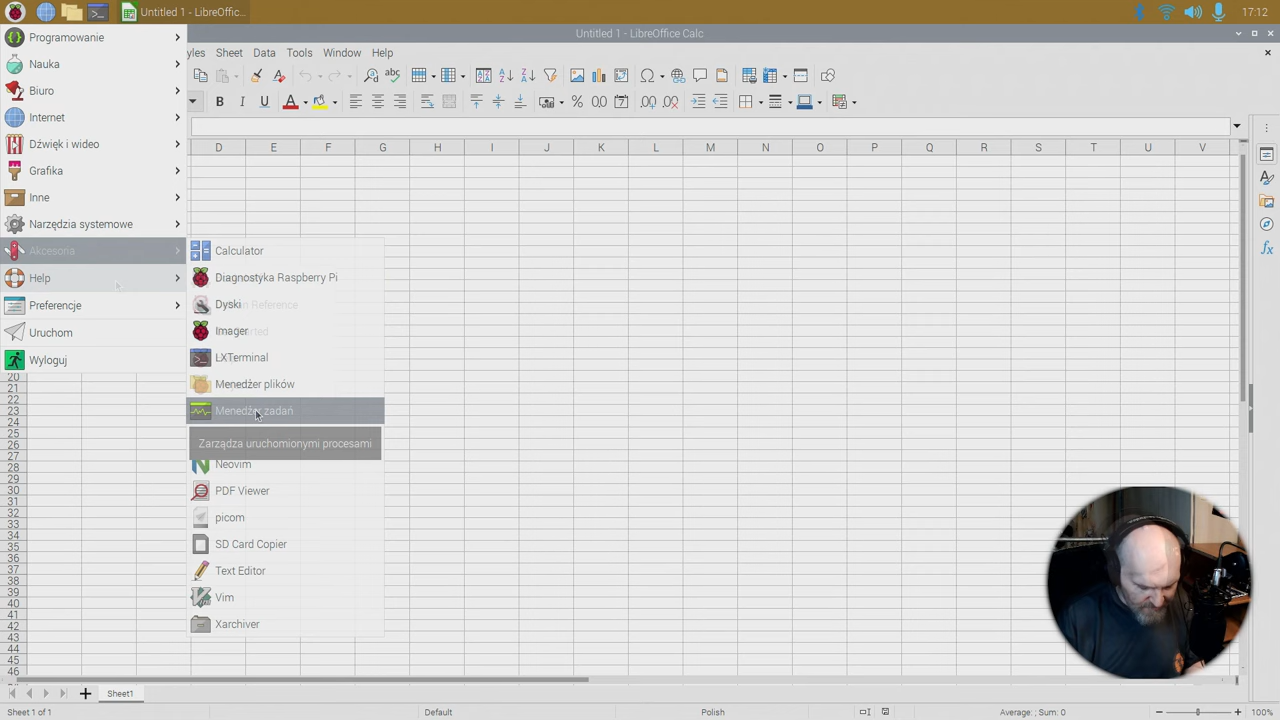 Untitled 1 - LibreOffic...
17:12
Untitled 1 - LibreOffice Calc
Programowanie
Nauka
Biuro
Internet
Dźwięk i wideo
Grafika
Inne
Narzędzia systemowe
Akcesoria
Help
Preferencje
Uruchom
Wyloguj
yles Sheet Data Tools Window Help
D E F G H I J K L M N O P Q R S T U V
Calculator
Diagnostyka Raspberry Pi
Dyski
Reference
Imager
LXTerminal
Menedżer plików
Menedżer zadań
Zarządza uruchomionymi procesami
Neovim
PDF Viewer
picom
SD Card Copier
Text Editor
Vim
Xarchiver
20
21
22
23
24
25
26
27
28
29
30
31
32
33
34
35
36
37
38
39
40
41
42
43
44
45
46
Sheet1
Sheet 1 of 1 Default Polish Average: ; Sum: 0 100%